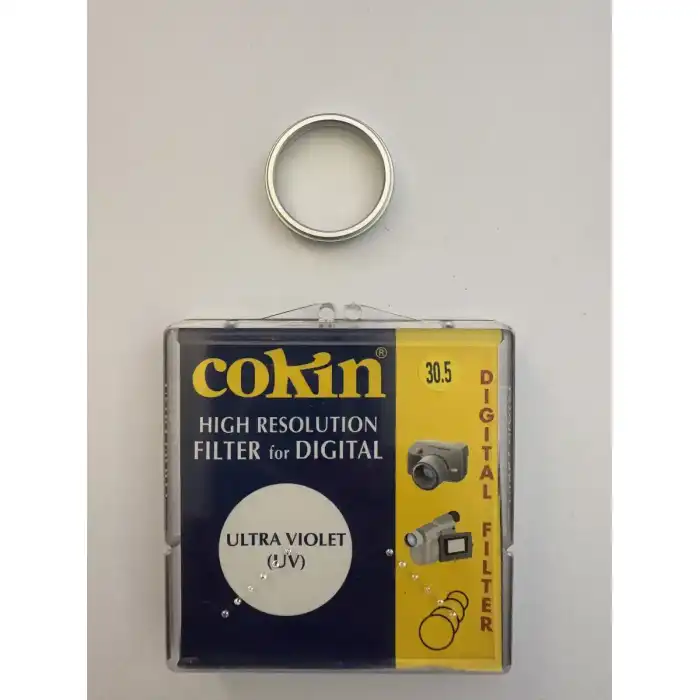 cokin®
HIGH RESOLUTION
FILTER for DIGITAL
ULTRA VIOLET
(UV)
30.5
DIGITAL FILTER